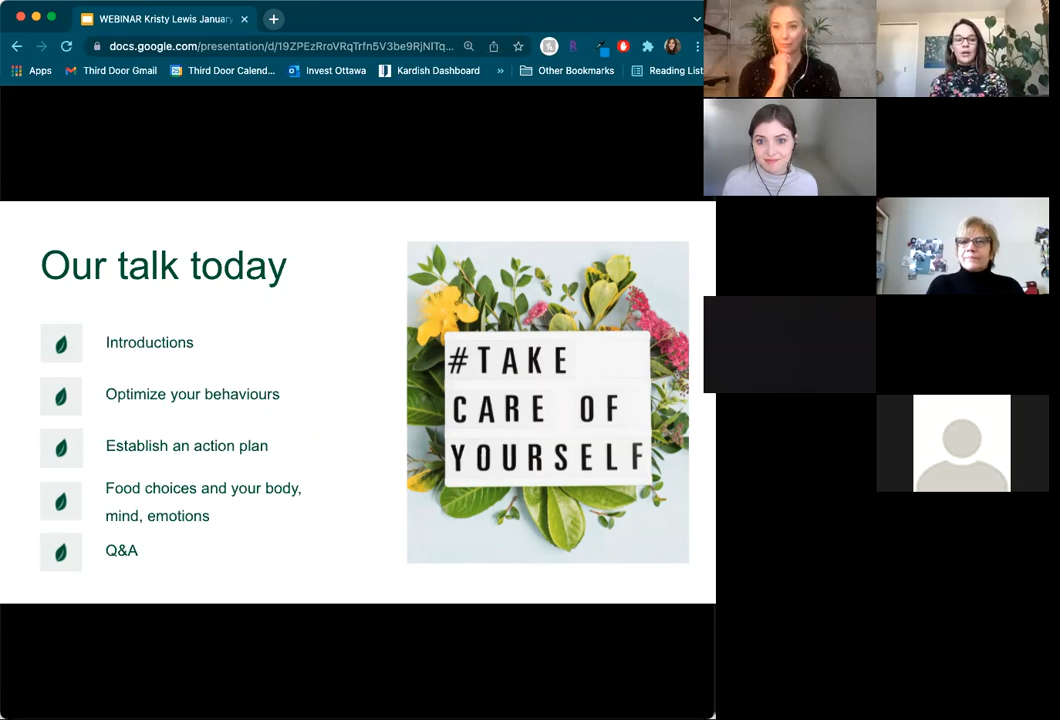 WEBINAR Kristy Lewis January
docs.google.com/presentation/d/19ZPEzRroVRqTrfn5V3be9RjNITq...
Apps
Third Door Gmail
Third Door Calend...
Invest Ottawa
Kardish Dashboard
»
Other Bookmarks
Reading List
Our talk today
Introductions
Optimize your behaviours
Establish an action plan
Food choices and your body,
mind, emotions
Q&A
#TAKE
CARE OF
YOURSELF